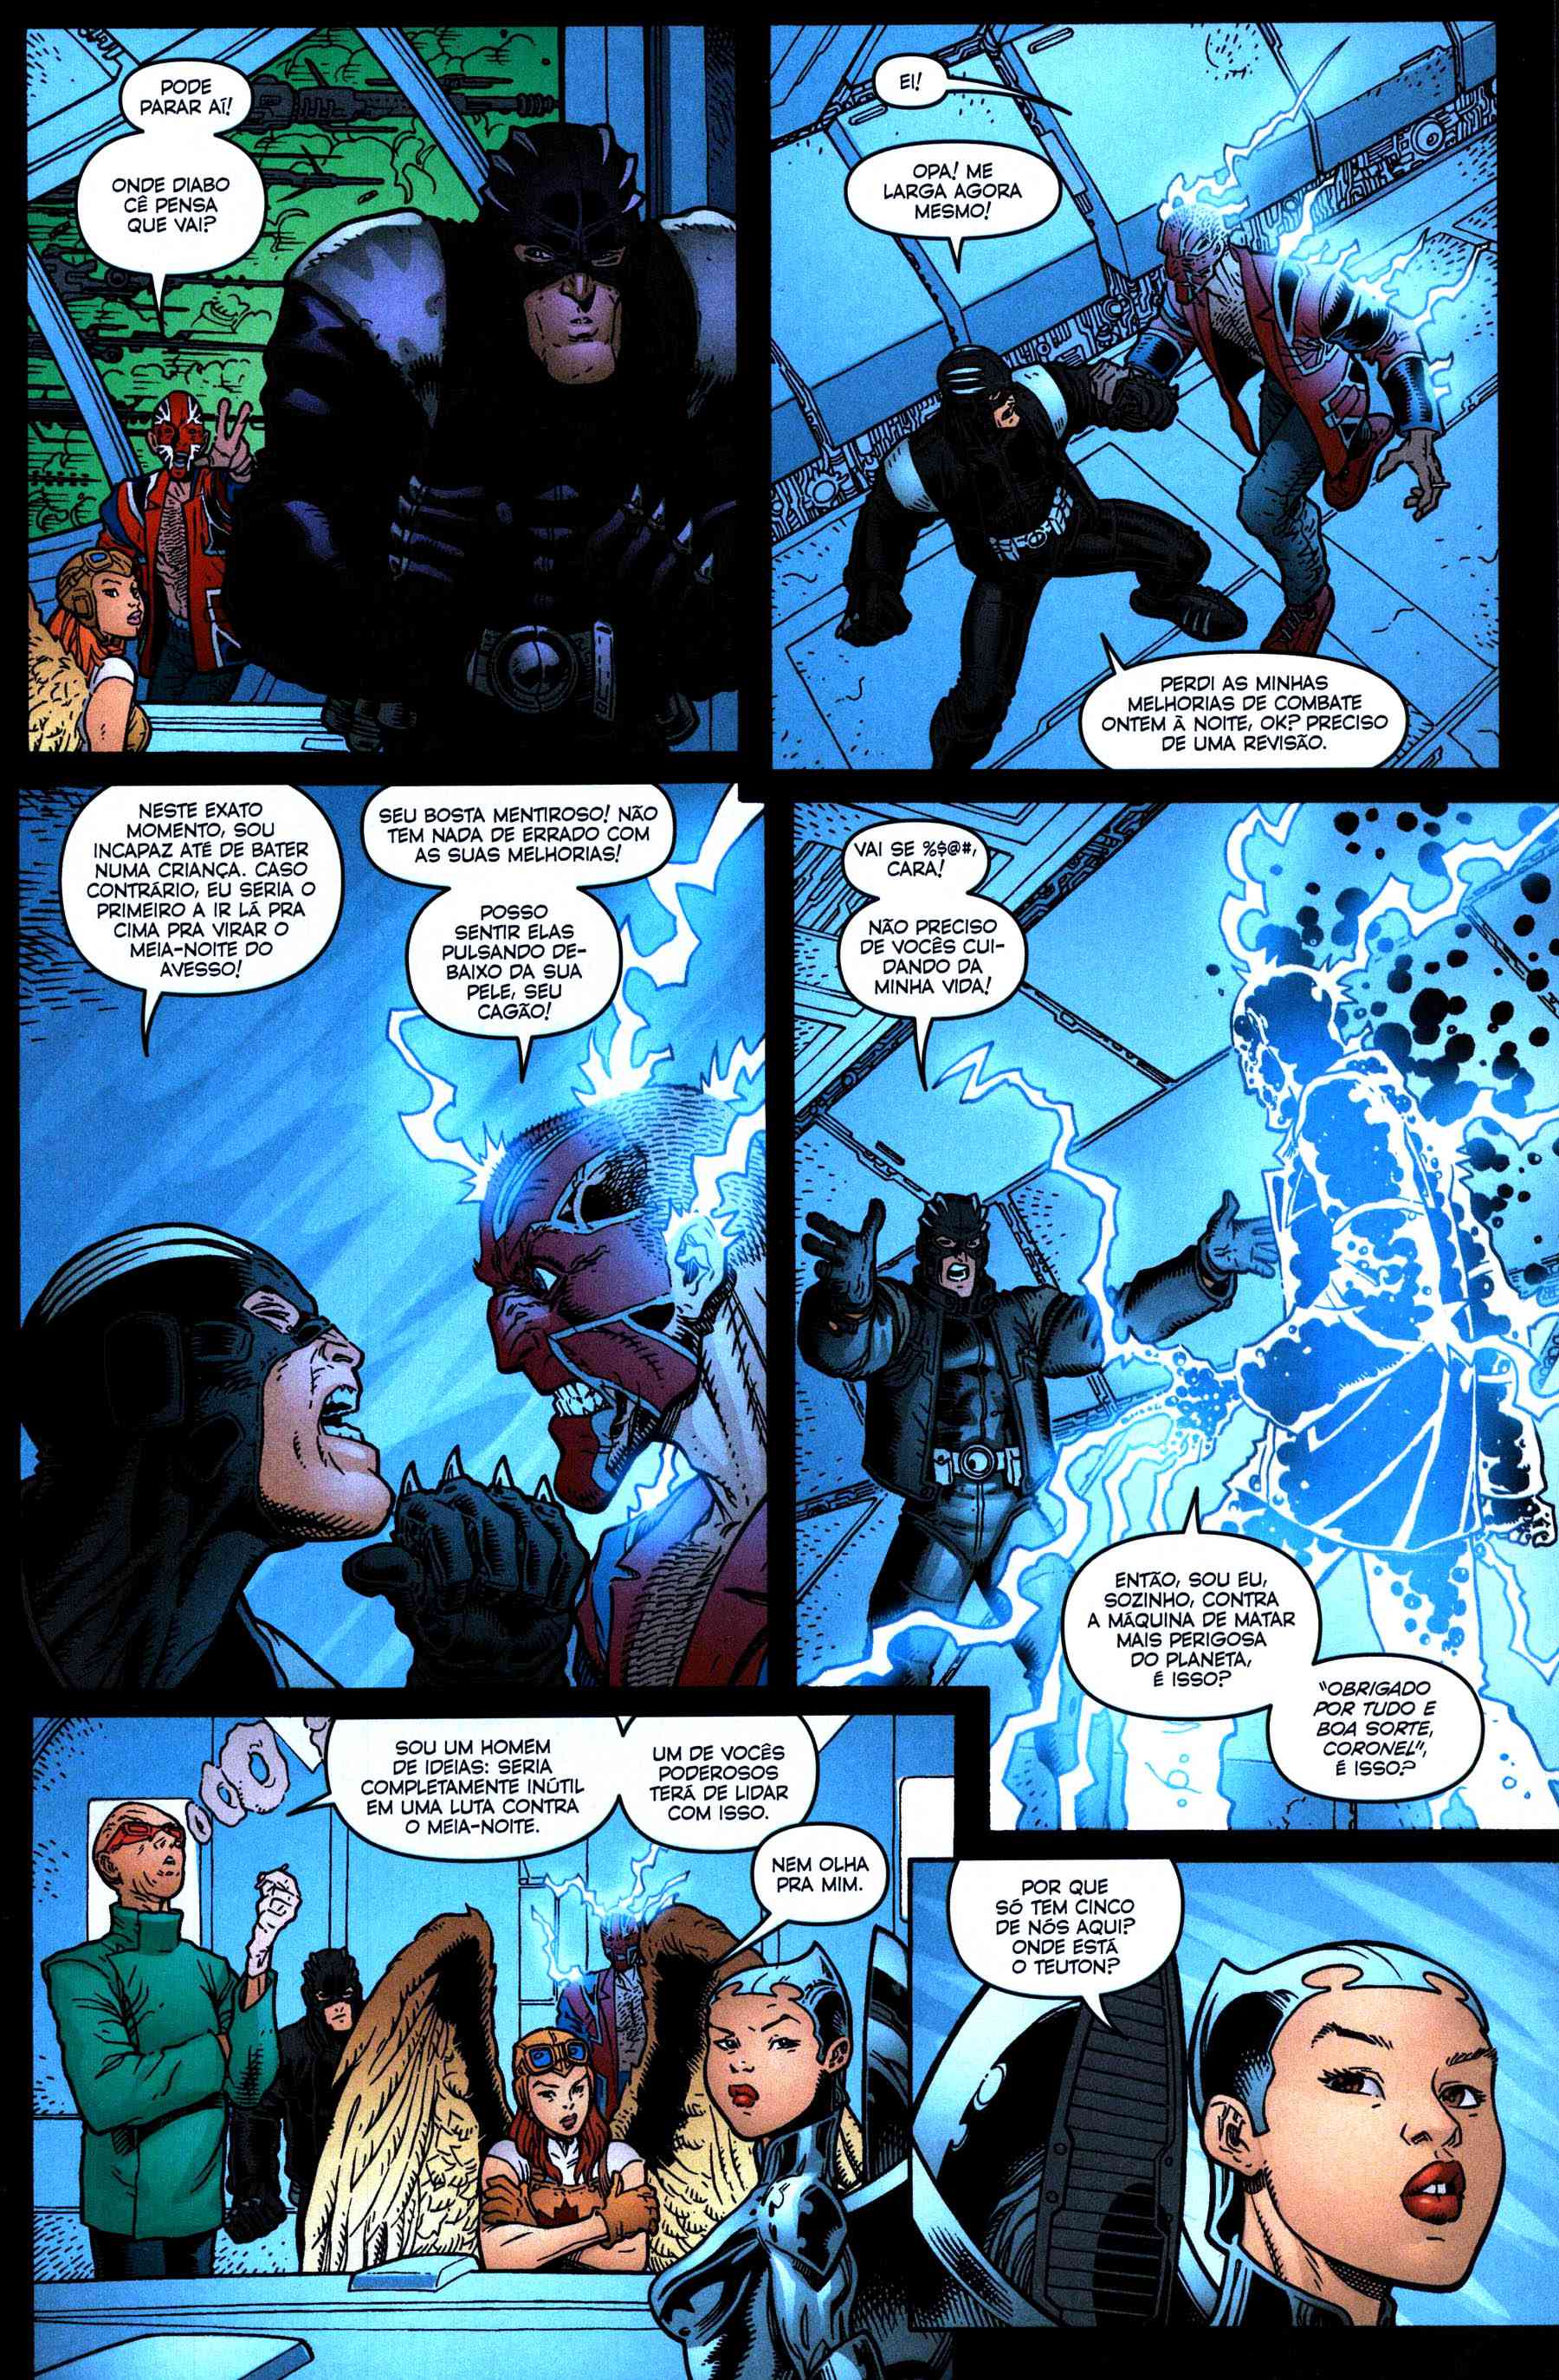 PODE
PARAR AÍ!
ONDE DIABO
CÊ PENSA
QUE VAI?
EI!
OPA! ME
LARGA AGORA
MESMO!
PERDI AS MINHAS
MELHORIAS DE COMBATE
ONTEM À NOITE, OK? PRECISO
DE UMA REVISÃO.
NESTE EXATO
MOMENTO, SOU
INCAPAZ ATÉ DE BATER
NUMA CRIANÇA. CASO
CONTRÁRIO, EU SERIA O
PRIMEIRO A IR LÁ PRA
CIMA PRA VIRAR O
MEIA-NOITE DO
AVESSO!
SEU BOSTA MENTIROSO! NÃO
TEM NADA DE ERRADO COM
AS SUAS MELHORIAS!
POSSO
SENTIR ELAS
PULSANDO DE-
BAIXO DA SUA
PELE, SEU
CAGÃO!
VAI SE %$@#,
CARA!
NÃO PRECISO
DE VOCÊS CUI-
DANDO DA
MINHA VIDA!
ENTÃO, SOU EU,
SOZINHO, CONTRA
A MÁQUINA DE MATAR
MAIS PERIGOSA
DO PLANETA,
É ISSO?
"OBRIGADO
POR TUDO E
BOA SORTE,
CORONEL",
É ISSO?
SOU UM HOMEM
DE IDEIAS: SERIA
COMPLETAMENTE INÚTIL
EM UMA LUTA CONTRA
O MEIA-NOITE.
UM DE VOCÊS
PODEROSOS
TERÁ DE LIDAR
COM ISSO.
NEM OLHA
PRA MIM.
POR QUE
SÓ TEM CINCO
DE NÓS AQUI?
ONDE ESTÁ
O TEUTON?